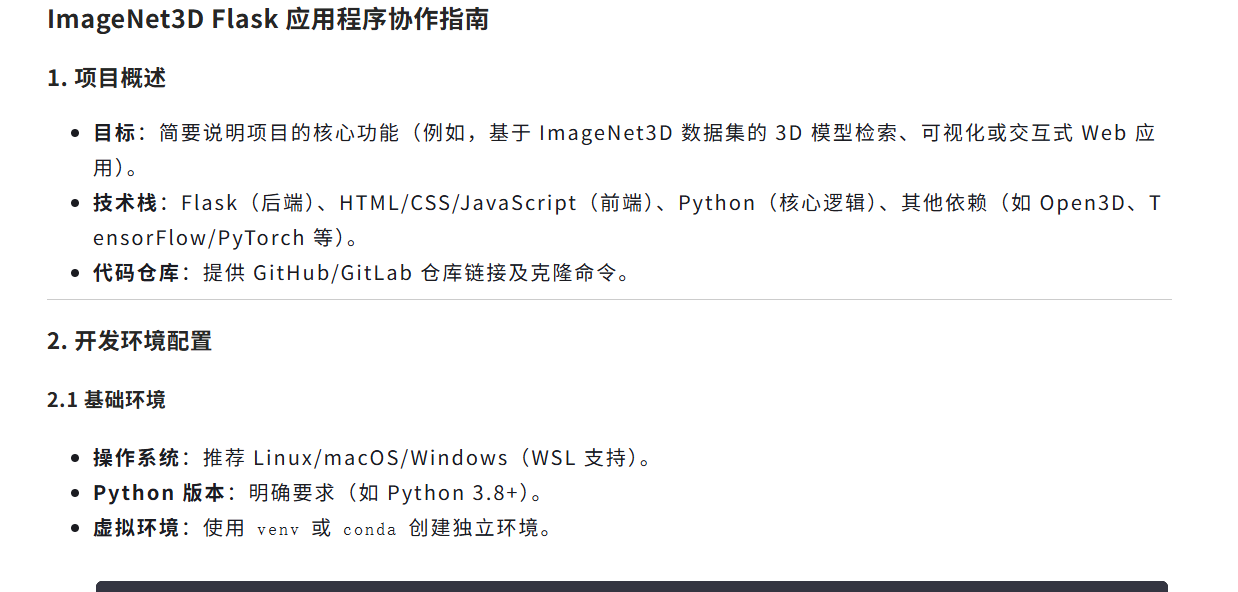 ImageNet3D Flask 应用程序协作指南
1. 项目概述
目标：简要说明项目的核心功能（例如，基于 ImageNet3D 数据集的 3D 模型检索、可视化或交互式 Web 应
用）。
技术栈：Flask（后端）、HTML/CSS/JavaScript（前端）、Python（核心逻辑）、其他依赖（如 Open3D、T
ensorFlow/PyTorch 等）。
代码仓库：提供 GitHub/GitLab 仓库链接及克隆命令。
2. 开发环境配置
2.1 基础环境
操作系统：推荐 Linux/macOS/Windows（WSL 支持）。
Python 版本：明确要求（如 Python 3.8+）。
虚拟环境：使用 venv 或 conda 创建独立环境。